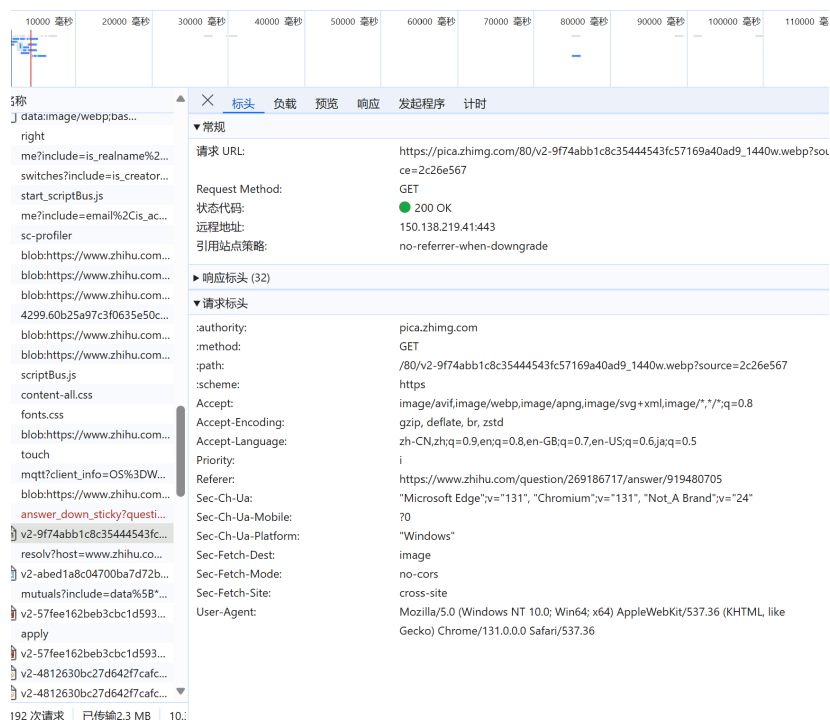 10000 毫秒 20000 毫秒 30000 毫秒 40000 毫秒 50000 毫秒 60000 毫秒 70000 毫秒 80000 毫秒 90000 毫秒 100000 毫秒 110000 毫秒
名称
data:image/webp;bas...
right
me?include=is_realname%2...
switches?include=is_creator...
start_scriptBus.js
me?include=email%2Cis_ac...
sc-profiler
blob:https://www.zhihu.com...
blob:https://www.zhihu.com...
blob:https://www.zhihu.com...
4299.60b25a97c3f0635e50c...
blob:https://www.zhihu.com...
blob:https://www.zhihu.com...
scriptBus.js
content-all.css
fonts.css
blob:https://www.zhihu.com...
touch
mqtt?client_info=OS%3DW...
blob:https://www.zhihu.com...
answer_down_sticky?questi...
v2-9f74abb1c8c35444543fc...
resolv?host=www.zhihu.co...
v2-abed1a8c04700ba7d72b...
mutuals?include=data%5B*...
v2-57fee162beb3cbc1d593...
apply
v2-57fee162beb3cbc1d593...
v2-4812630bc27d642f7cafc...
v2-4812630bc27d642f7cafc...
192 次请求 已传输2.3 MB
标头 负载 预览 响应 发起程序 计时
常规
请求 URL: https://pica.zhimg.com/80/v2-9f74abb1c8c35444543fc57169a40ad9_1440w.webp?sou
ce=2c26e567
Request Method: GET
状态代码: 200 OK
远程地址: 150.138.219.41:443
引用站点策略: no-referrer-when-downgrade
响应标头 (32)
请求标头
:authority: pica.zhimg.com
:method: GET
:path: /80/v2-9f74abb1c8c35444543fc57169a40ad9_1440w.webp?source=2c26e567
:scheme: https
Accept: image/avif,image/webp,image/apng,image/svg+xml,image/*,*/*;q=0.8
Accept-Encoding: gzip, deflate, br, zstd
Accept-Language: zh-CN,zh;q=0.9,en;q=0.8,en-GB;q=0.7,en-US;q=0.6,ja;q=0.5
Priority: i
Referer: https://www.zhihu.com/question/269186717/answer/919480705
Sec-Ch-Ua: "Microsoft Edge";v="131", "Chromium";v="131", "Not_A Brand";v="24"
Sec-Ch-Ua-Mobile: ?0
Sec-Ch-Ua-Platform: "Windows"
Sec-Fetch-Dest: image
Sec-Fetch-Mode: no-cors
Sec-Fetch-Site: cross-site
User-Agent: Mozilla/5.0 (Windows NT 10.0; Win64; x64) AppleWebKit/537.36 (KHTML, like
Gecko) Chrome/131.0.0.0 Safari/537.36